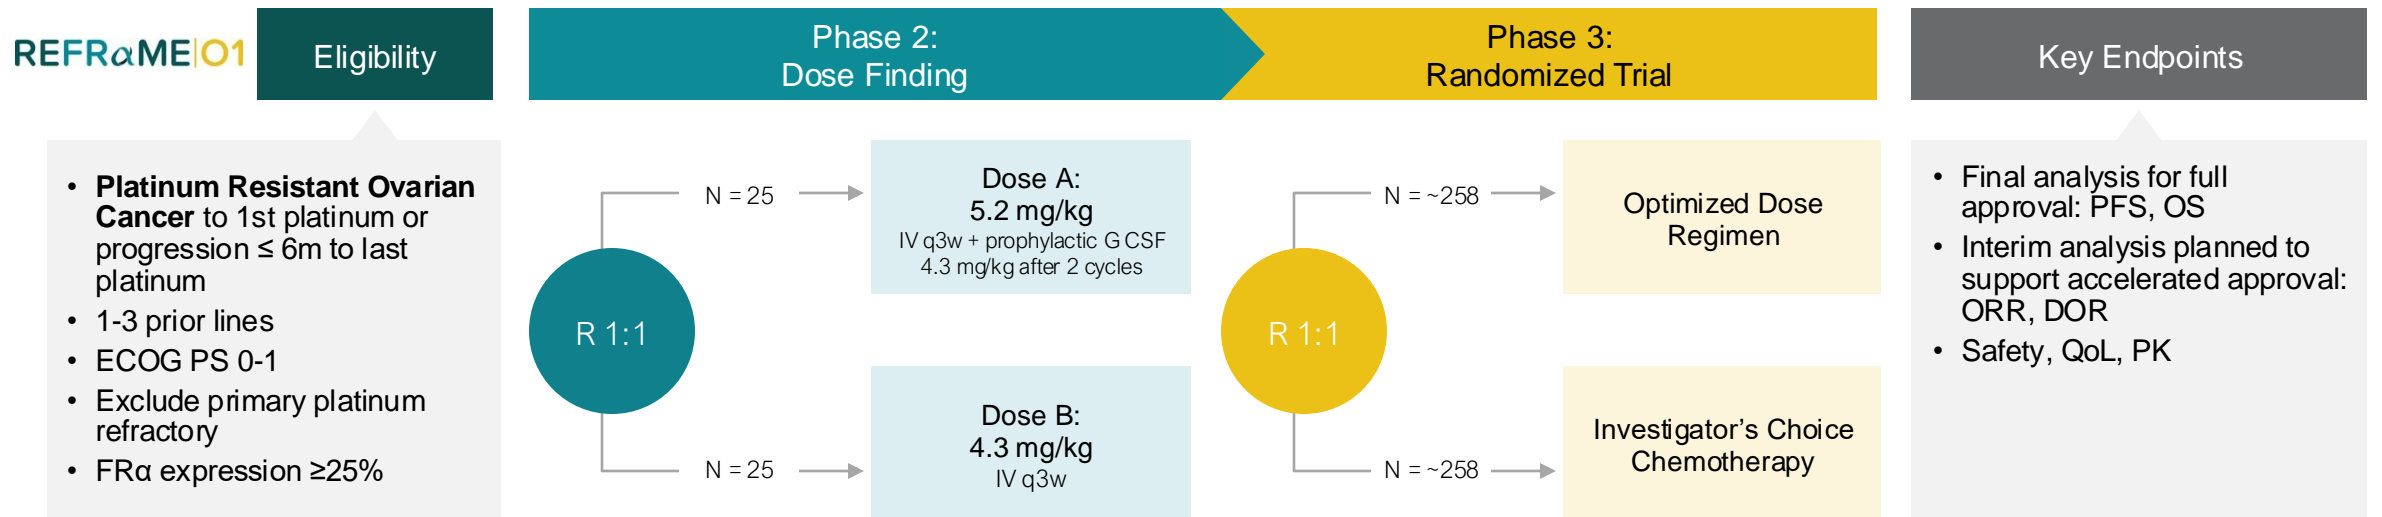 REFRαME|O1
Eligibility
• Platinum Resistant Ovarian
Cancer to 1st platinum or
progression ≤ 6m to last
platinum
• 1-3 prior lines
• ECOG PS 0-1
• Exclude primary platinum
refractory
• FRα expression ≥25%
Phase 2:
Dose Finding
R 1:1
N = 25
Dose A:
5.2 mg/kg
IV q3w + prophylactic G CSF
4.3 mg/kg after 2 cycles
N = 25
Dose B:
4.3 mg/kg
IV q3w
Phase 3:
Randomized Trial
R 1:1
N = ~258
Optimized Dose
Regimen
N = ~258
Investigator’s Choice
Chemotherapy
Key Endpoints
• Final analysis for full
approval: PFS, OS
• Interim analysis planned to
support accelerated approval:
ORR, DOR
• Safety, QoL, PK